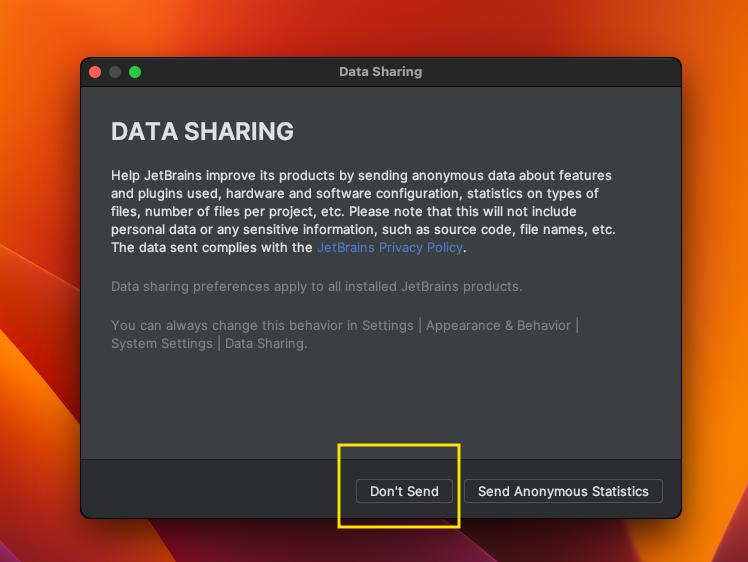 Data Sharing
DATA SHARING
Help JetBrains improve its products by sending anonymous data about features
and plugins used, hardware and software configuration, statistics on types of
files, number of files per project, etc. Please note that this will not include
personal data or any sensitive information, such as source code, file names, etc.
The data sent complies with the JetBrains Privacy Policy.
Data sharing preferences apply to all installed JetBrains products.
You can always change this behavior in Settings | Appearance & Behavior |
System Settings | Data Sharing.
Don't Send Send Anonymous Statistics